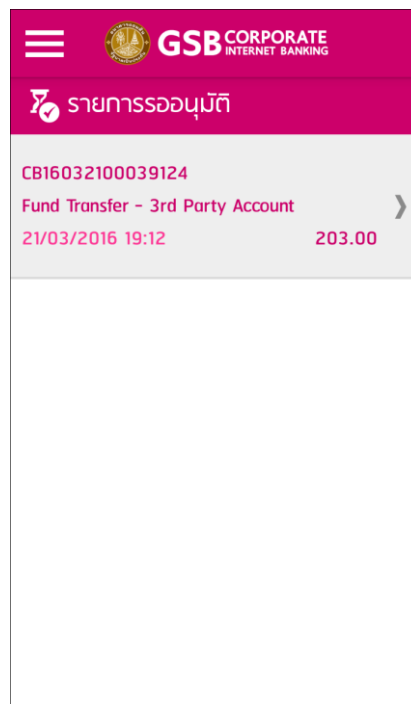 GSB CORPORATE
INTERNET BANKING
รายการรออนุมัติ
CB16032100039124
Fund Transfer - 3rd Party Account
21/03/2016 19:12 203.00